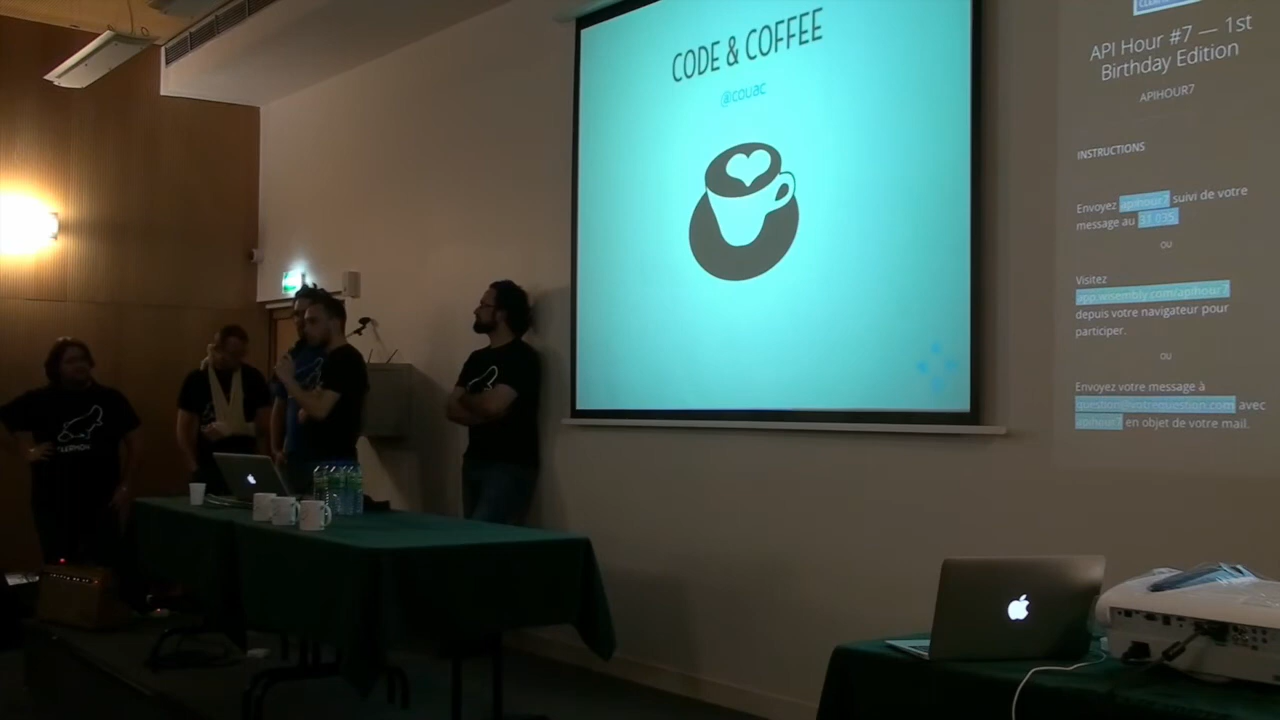 CODE & COFFEE
@couac
API Hour #7 — 1st
Birthday Edition
APIHOUR7
INSTRUCTIONS
Envoyez apihour7 suivi de votre
message au 31 035
ou
Visitez
app.wisembly.com/apihour7
depuis votre navigateur pour
participer.
ou
Envoyez votre message à
question@votrequestion.com avec
apihour7 en objet de votre mail.